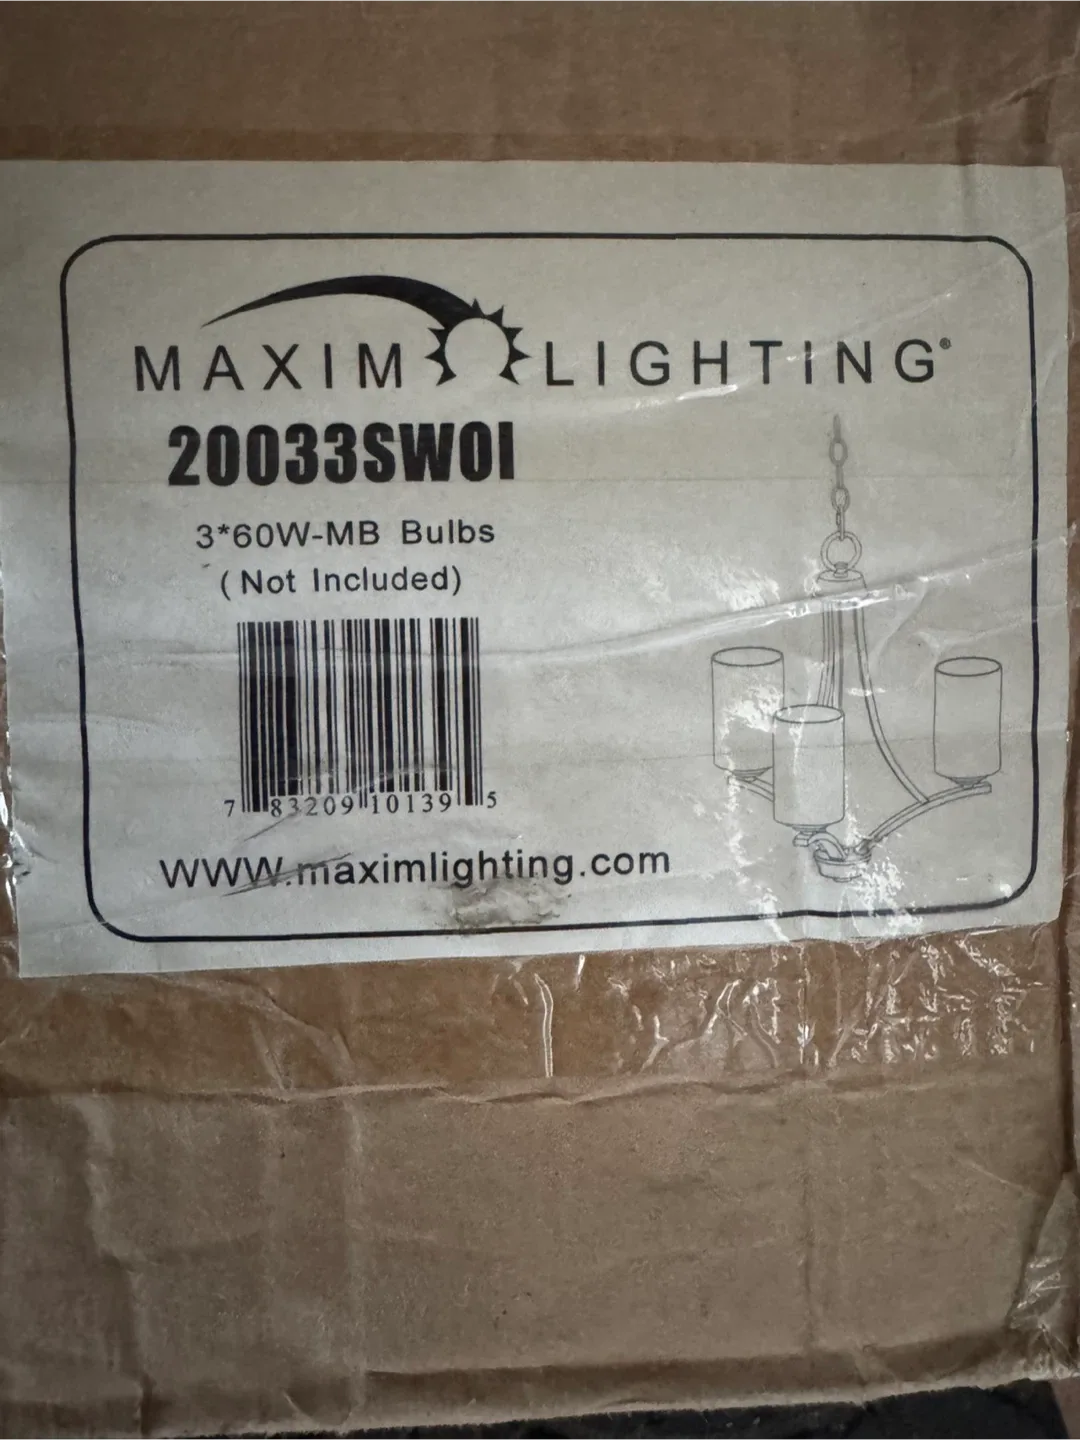 MAXIM LIGHTING®
20033SWOI
3*60W-MB Bulbs
(Not Included)
7 83209 10139 5
WWW.maximlighting.com